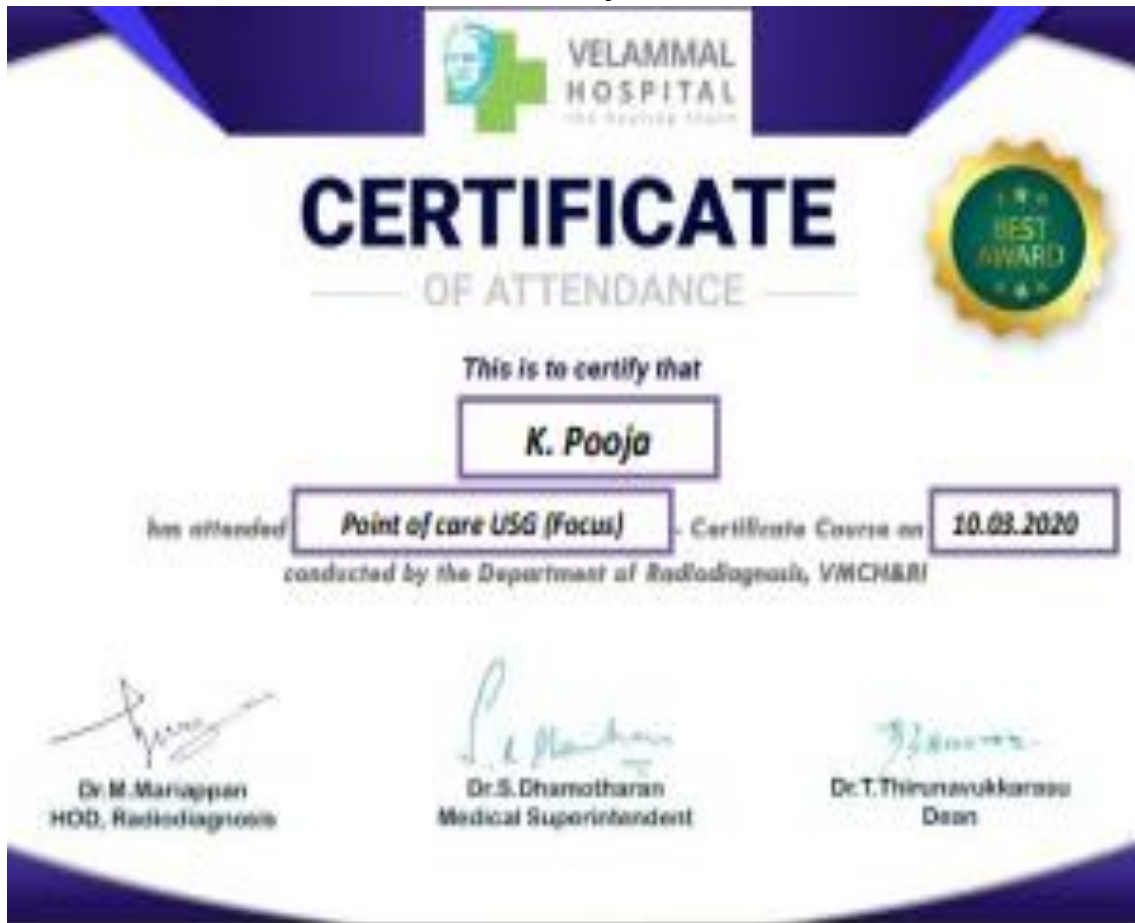 VELAMMAL
HOSPITAL
CERTIFICATE
OF ATTENDANCE
BEST
AWARD
This is to certify that
K. Pooja
has attended Point of care USG (Focus) - Certificate Course on 10.03.2020
conducted by the Department of Radiodiagnosis, VMCH&RI
Dr.M.Mariappan
HOD, Radiodiagnosis
Dr.S.Dhamotharan
Medical Superintendent
Dr.T.Thirunavukkarasu
Dean